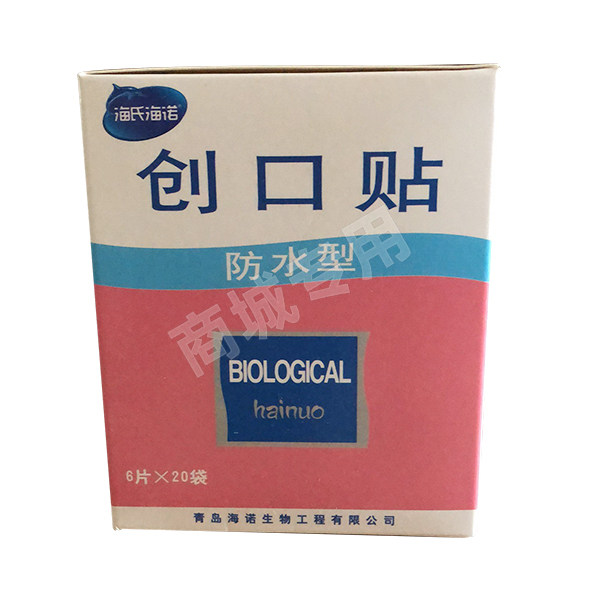 海氏海诺
创口贴
防水型
商城专用
BIOLOGICAL
hainuo
6片×20袋
青岛海诺生物工程有限公司